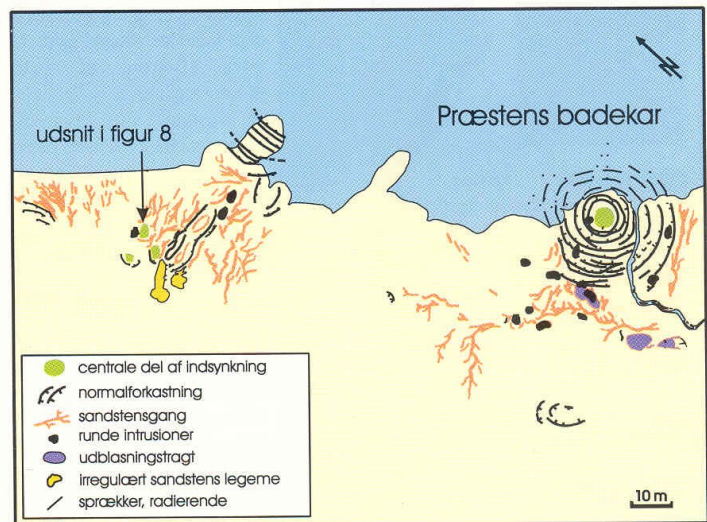 N
udsnit i figur 8
Præstens badekar
centrale del af indsynkning
normalforkastning
sandstensgang
runde intrusioner
udblasningstragt
irregulært sandstens legeme
sprækker, radierende
10 m